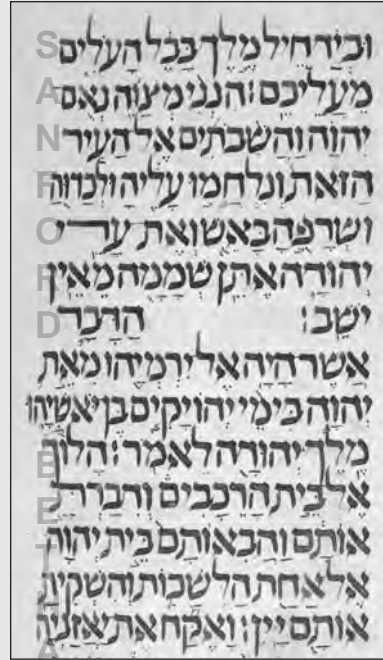 וביד חיל מלך בבל העלים
מעליכם׃ הנני מצוה נאם
יהוה והשבתים אל העיר
הזאת ונלחמו עליה ולכדוה
ושרפה באש ואת ערי
יהודה אתן שממה מאין
ישב׃ הדבר
אשר היה אל ירמיהו מאת
יהוה בימי יהויקים בן יאשיהו
מלך יהודה לאמר׃ הלוך
אל בית הרכבים ודברת
אותם והבאותם בית יהוה
אל אחת הלשכות והשקית
אותם יין׃ ואקח את יאזניה